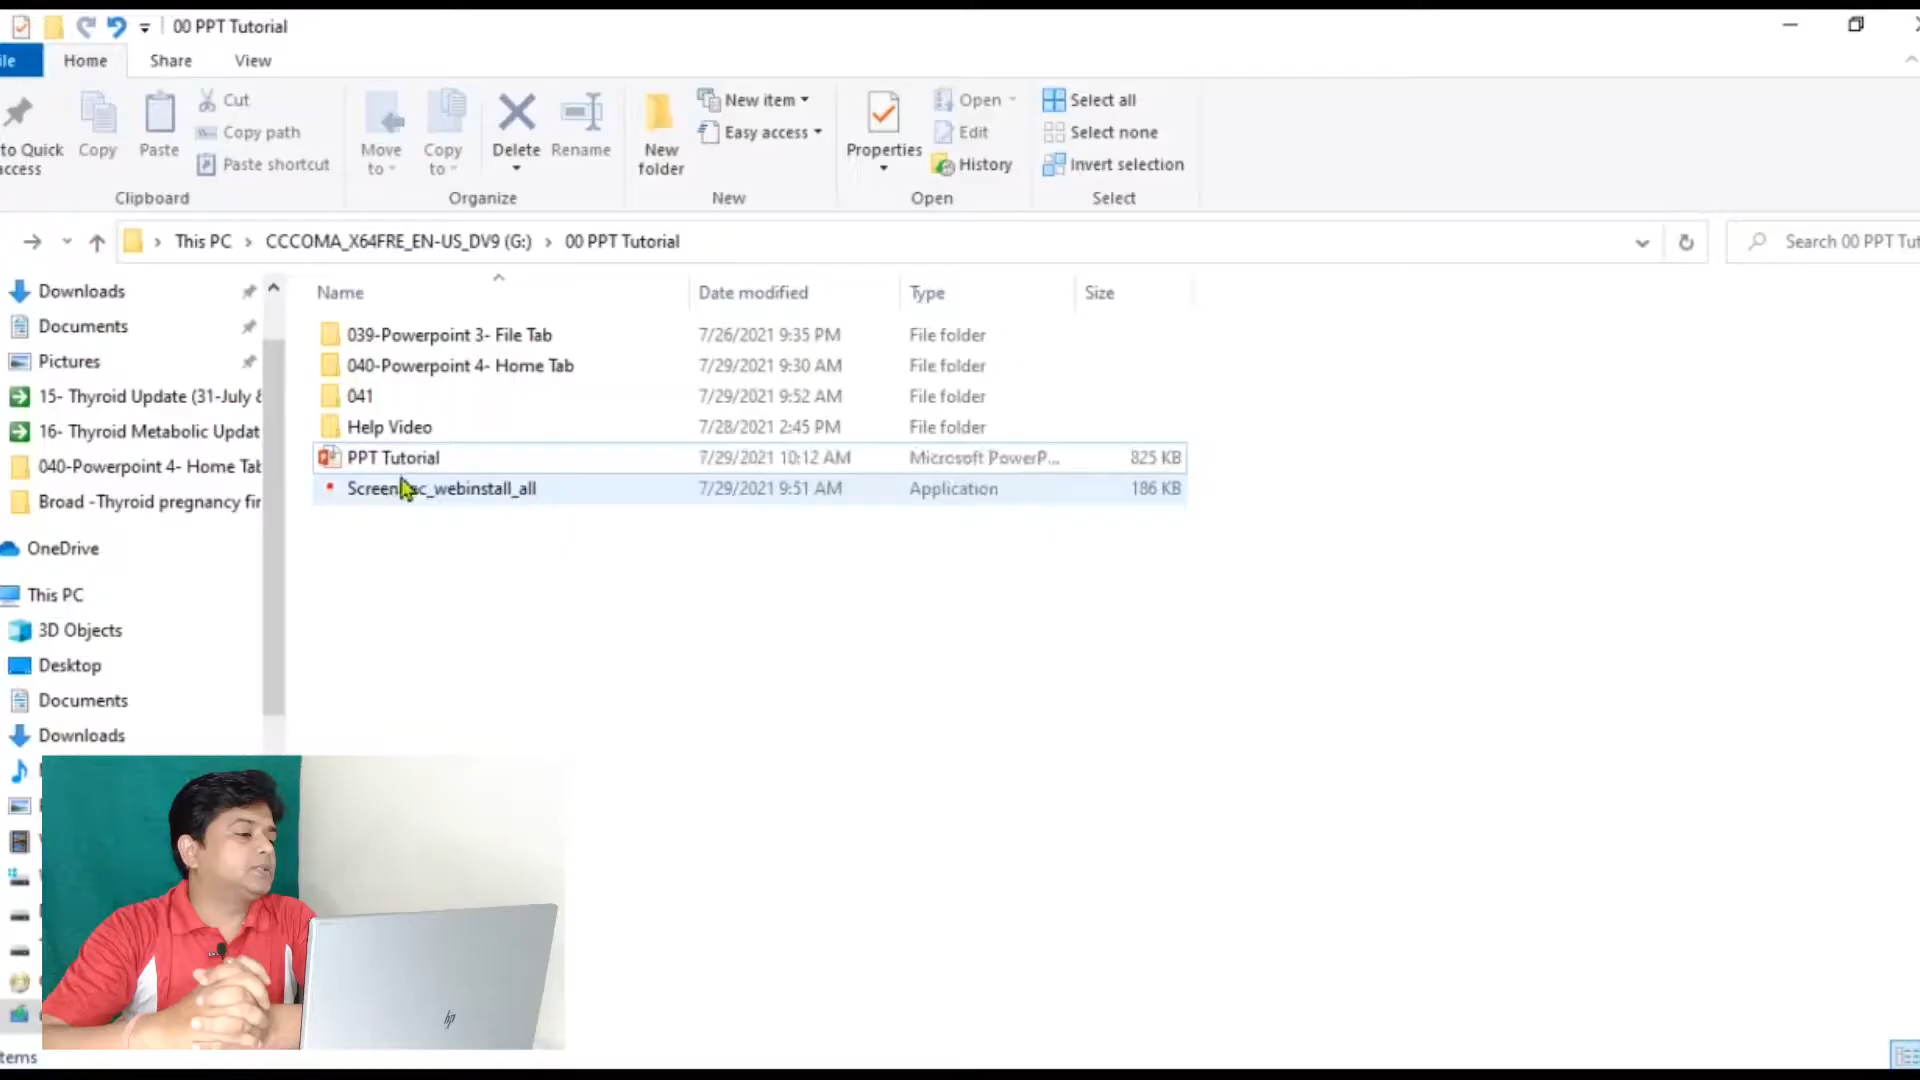 00 PPT Tutorial
ile Home Share View
to Quick
access
Copy
Paste
Cut
Copy path
Paste shortcut
Clipboard
Move
to
Copy
to
Delete
Rename
Organize
New
folder
New item
Easy access
New
Properties
Open
Edit
History
Open
Select all
Select none
Invert selection
Select
This PC > CCCOMA_X64FRE_EN-US_DV9 (G:) > 00 PPT Tutorial
Search 00 PPT Tut
Downloads
Documents
Pictures
15- Thyroid Update (31-July &
16- Thyroid Metabolic Updat
040-Powerpoint 4- Home Tab
Broad -Thyroid pregnancy fir
OneDrive
This PC
3D Objects
Desktop
Documents
Downloads
Name Date modified Type Size
039-Powerpoint 3- File Tab 7/26/2021 9:35 PM File folder
040-Powerpoint 4- Home Tab 7/29/2021 9:30 AM File folder
041 7/29/2021 9:52 AM File folder
Help Video 7/28/2021 2:45 PM File folder
PPT Tutorial 7/29/2021 10:12 AM Microsoft PowerP... 825 KB
7/29/2021 9:51 AM Application 186 KB
hp
tems